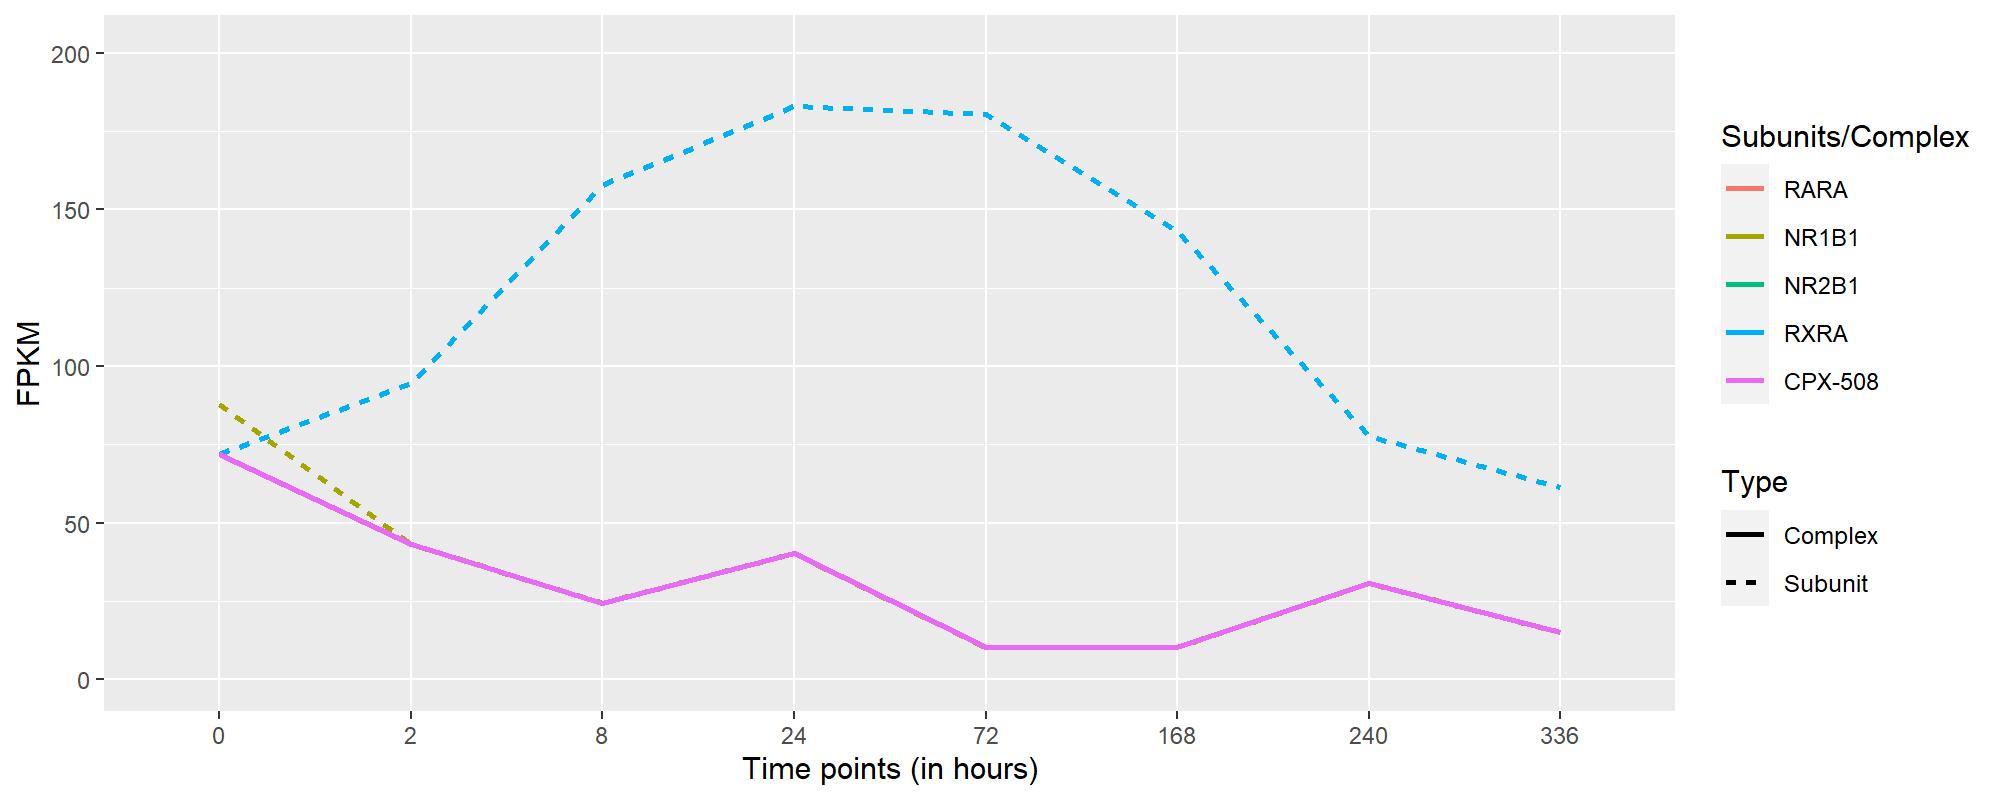 200
150
100
50
0
FPKM
0 2 8 24 72 168 240 336
Time points (in hours)
Subunits/Complex
RARA
NR1B1
NR2B1
RXRA
CPX-508
Type
Complex
Subunit